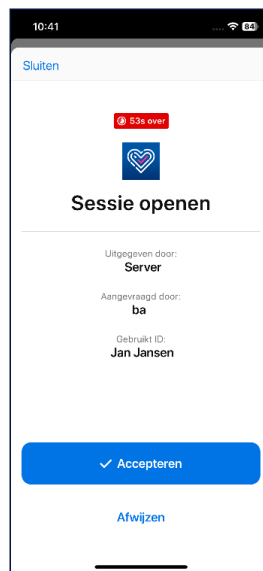 10:41
84
Sluiten
53s over
Sessie openen
Uitgegeven door:
Server
Aangevraagd door:
ba
Gebruikt ID:
Jan Jansen
Accepteren
Afwijzen